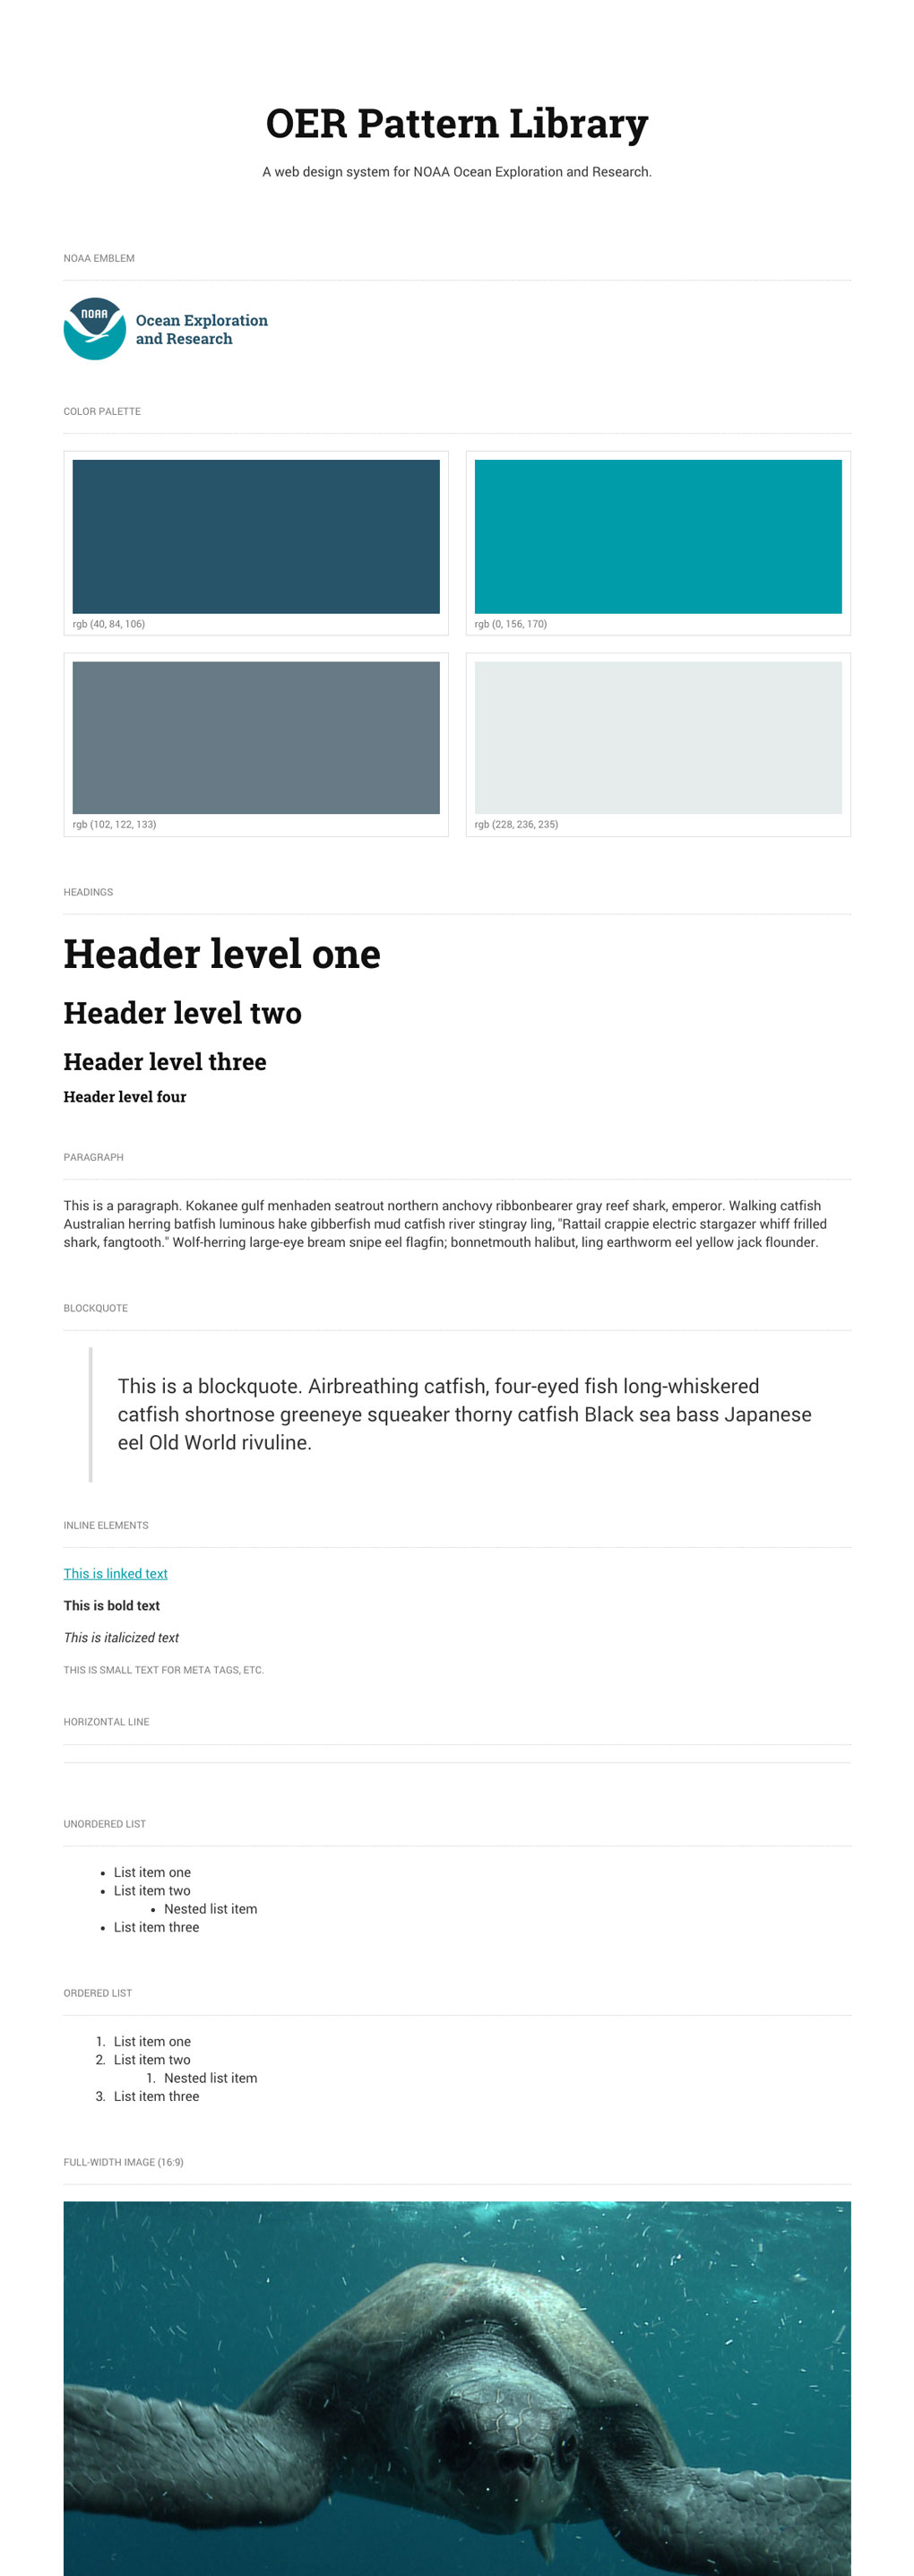 OER Pattern Library
A web design system for NOAA Ocean Exploration and Research.
NOAA EMBLEM
NOAA
Ocean Exploration
and Research
COLOR PALETTE
rgb (40, 84, 106)
rgb (0, 156, 170)
rgb (102, 122, 133)
rgb (228, 236, 235)
HEADINGS
Header level one
Header level two
Header level three
Header level four
PARAGRAPH
This is a paragraph. Kokanee gulf menhaden seatrout northern anchovy ribbonbearer gray reef shark, emperor. Walking catfish
Australian herring batfish luminous hake gibberfish mud catfish river stingray ling, "Rattail crappie electric stargazer whiff frilled
shark, fangtooth." Wolf-herring large-eye bream snipe eel flagfin; bonnetmouth halibut, ling earthworm eel yellow jack flounder.
BLOCKQUOTE
This is a blockquote. Airbreathing catfish, four-eyed fish long-whiskered
catfish shortnose greeneye squeaker thorny catfish Black sea bass Japanese
eel Old World rivuline.
INLINE ELEMENTS
This is linked text
This is bold text
This is italicized text
THIS IS SMALL TEXT FOR META TAGS, ETC.
HORIZONTAL LINE
UNORDERED LIST
• List item one
• List item two
• Nested list item
• List item three
ORDERED LIST
1. List item one
2. List item two
1. Nested list item
3. List item three
FULL-WIDTH IMAGE (16:9)